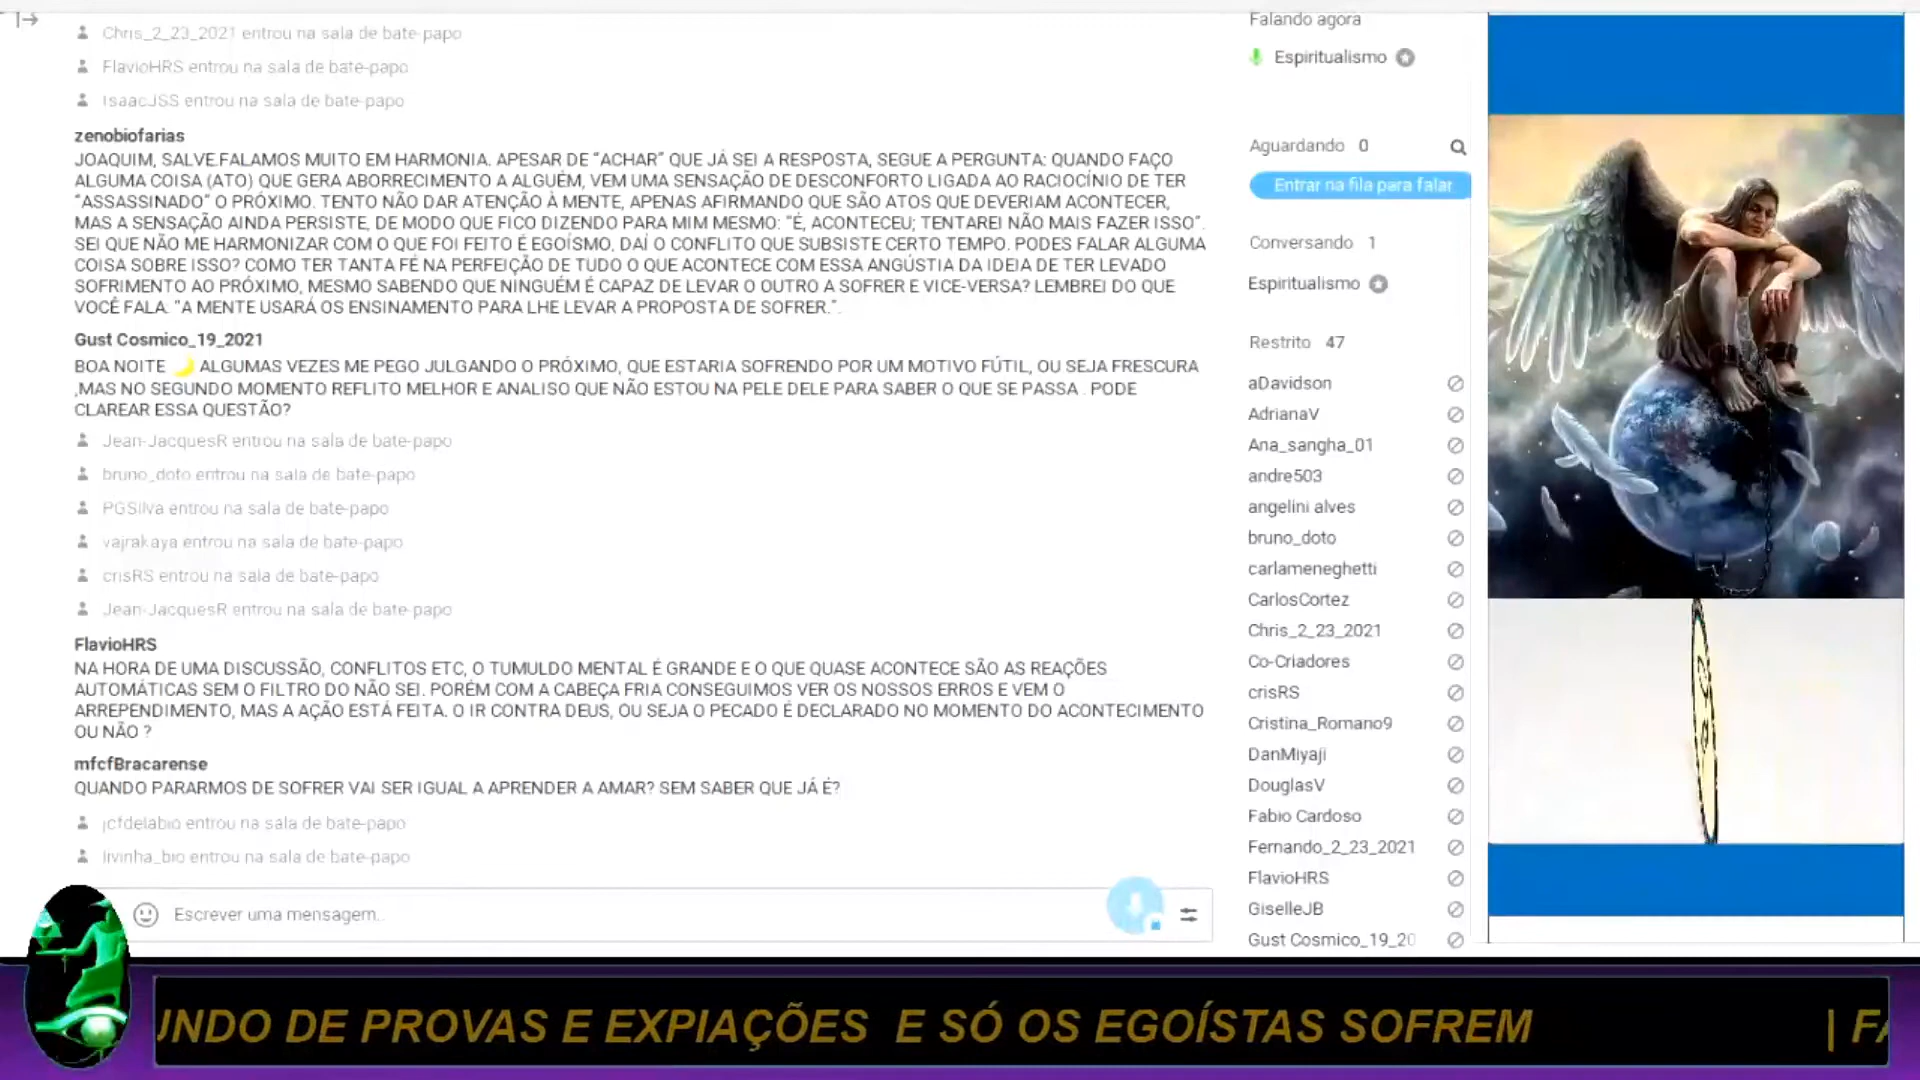 Chris_2_23_2021 entrou na sala de bate-papo
FlavioHRS entrou na sala de bate-papo
IsaacJSS entrou na sala de bate-papo
zenobiofarias
JOAQUIM, SALVE.FALAMOS MUITO EM HARMONIA. APESAR DE "ACHAR" QUE JÁ SEI A RESPOSTA, SEGUE A PERGUNTA: QUANDO FAÇO
ALGUMA COISA (ATO) QUE GERA ABORRECIMENTO A ALGUÉM, VEM UMA SENSAÇÃO DE DESCONFORTO LIGADA AO RACIOCÍNIO DE TER
"ASSASSINADO" O PRÓXIMO. TENTO NÃO DAR ATENÇÃO À MENTE, APENAS AFIRMANDO QUE SÃO ATOS QUE DEVERIAM ACONTECER,
MAS A SENSAÇÃO AINDA PERSISTE, DE MODO QUE FICO DIZENDO PARA MIM MESMO: "É, ACONTECEU; TENTAREI NÃO MAIS FAZER ISSO".
SEI QUE NÃO ME HARMONIZAR COM O QUE FOI FEITO É EGOÍSMO, DAÍ O CONFLITO QUE SUBSISTE CERTO TEMPO. PODES FALAR ALGUMA
COISA SOBRE ISSO? COMO TER TANTA FÉ NA PERFEIÇÃO DE TUDO O QUE ACONTECE COM ESSA ANGÚSTIA DA IDEIA DE TER LEVADO
SOFRIMENTO AO PRÓXIMO, MESMO SABENDO QUE NINGUÉM É CAPAZ DE LEVAR O OUTRO A SOFRER E VICE-VERSA? LEMBREI DO QUE
VOCÊ FALA: "A MENTE USARÁ OS ENSINAMENTO PARA LHE LEVAR A PROPOSTA DE SOFRER.".
Gust Cosmico_19_2021
BOA NOITE 🌙 ALGUMAS VEZES ME PEGO JULGANDO O PRÓXIMO, QUE ESTARIA SOFRENDO POR UM MOTIVO FÚTIL, OU SEJA FRESCURA
,MAS NO SEGUNDO MOMENTO REFLITO MELHOR E ANALISO QUE NÃO ESTOU NA PELE DELE PARA SABER O QUE SE PASSA . PODE
CLAREAR ESSA QUESTÃO?
Jean-JacquesR entrou na sala de bate-papo
bruno_doto entrou na sala de bate-papo
PGSilva entrou na sala de bate-papo
vajrakaya entrou na sala de bate-papo
crisRS entrou na sala de bate-papo
Jean-JacquesR entrou na sala de bate-papo
FlavioHRS
NA HORA DE UMA DISCUSSÃO, CONFLITOS ETC, O TUMULDO MENTAL É GRANDE E O QUE QUASE ACONTECE SÃO AS REAÇÕES
AUTOMÁTICAS SEM O FILTRO DO NÃO SEI. PORÉM COM A CABEÇA FRIA CONSEGUIMOS VER OS NOSSOS ERROS E VEM O
ARREPENDIMENTO, MAS A AÇÃO ESTÁ FEITA. O IR CONTRA DEUS, OU SEJA O PECADO É DECLARADO NO MOMENTO DO ACONTECIMENTO
OU NÃO ?
mfcfBracarense
QUANDO PARARMOS DE SOFRER VAI SER IGUAL A APRENDER A AMAR? SEM SABER QUE JÁ É?
jcfdelabio entrou na sala de bate-papo
livinha_bio entrou na sala de bate-papo
Escrever uma mensagem..
Falando agora
Espiritualismo
Aguardando 0
Entrar na fila para falar
Conversando 1
Espiritualismo
Restrito 47
aDavidson
AdrianaV
Ana_sangha_01
andre503
angelini alves
bruno_doto
carlameneghetti
CarlosCortez
Chris_2_23_2021
Co-Criadores
crisRS
Cristina_Romano9
DanMiyaji
DouglasV
Fabio Cardoso
Fernando_2_23_2021
FlavioHRS
GiselleJB
Gust Cosmico_19_20
UNDO DE PROVAS E EXPIAÇÕES E SÓ OS EGOÍSTAS SOFREM | FA